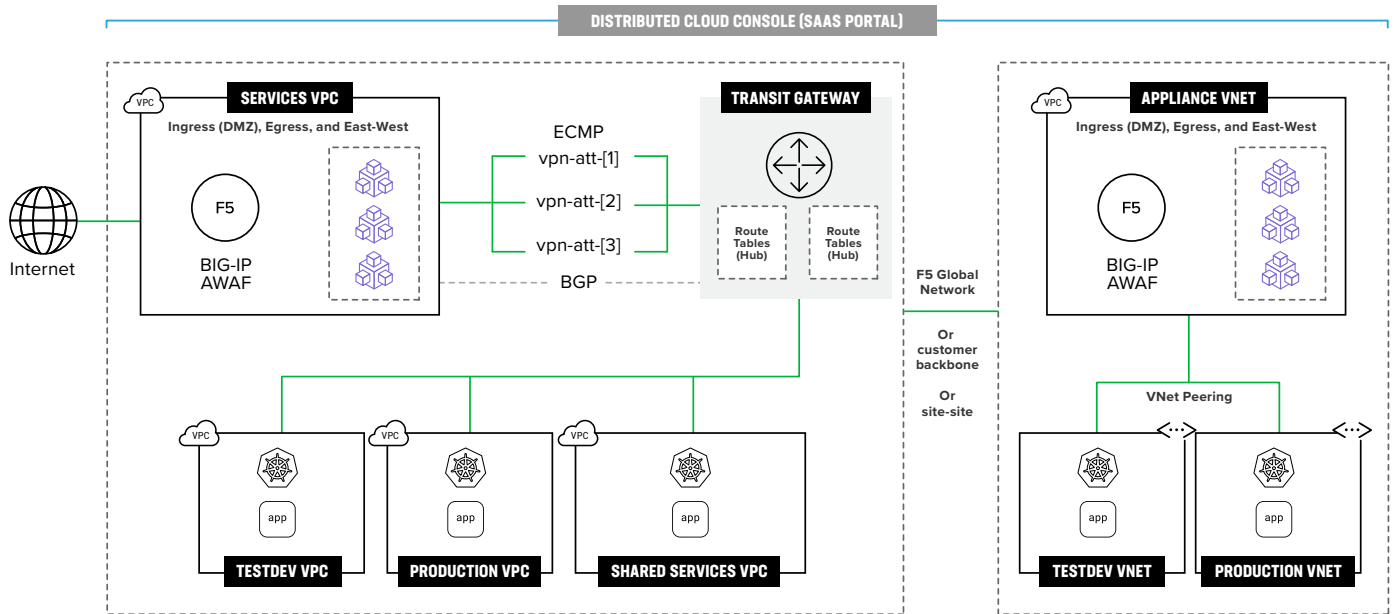 DISTRIBUTED CLOUD CONSOLE (SAAS PORTAL)
VPC
SERVICES VPC
Ingress (DMZ), Egress, and East-West
F5
BIG-IP
AWAF
Internet
ECMP
vpn-att-[1]
vpn-att-[2]
vpn-att-[3]
BGP
TRANSIT GATEWAY
Route
Tables
(Hub)
Route
Tables
(Hub)
F5 Global
Network
Or
customer
backbone
Or
site-site
VPC
APPLIANCE VNET
Ingress (DMZ), Egress, and East-West
F5
BIG-IP
AWAF
VNet Peering
VPC
app
TESTDEV VPC
VPC
app
PRODUCTION VPC
VPC
app
SHARED SERVICES VPC
app
TESTDEV VNET
app
PRODUCTION VNET